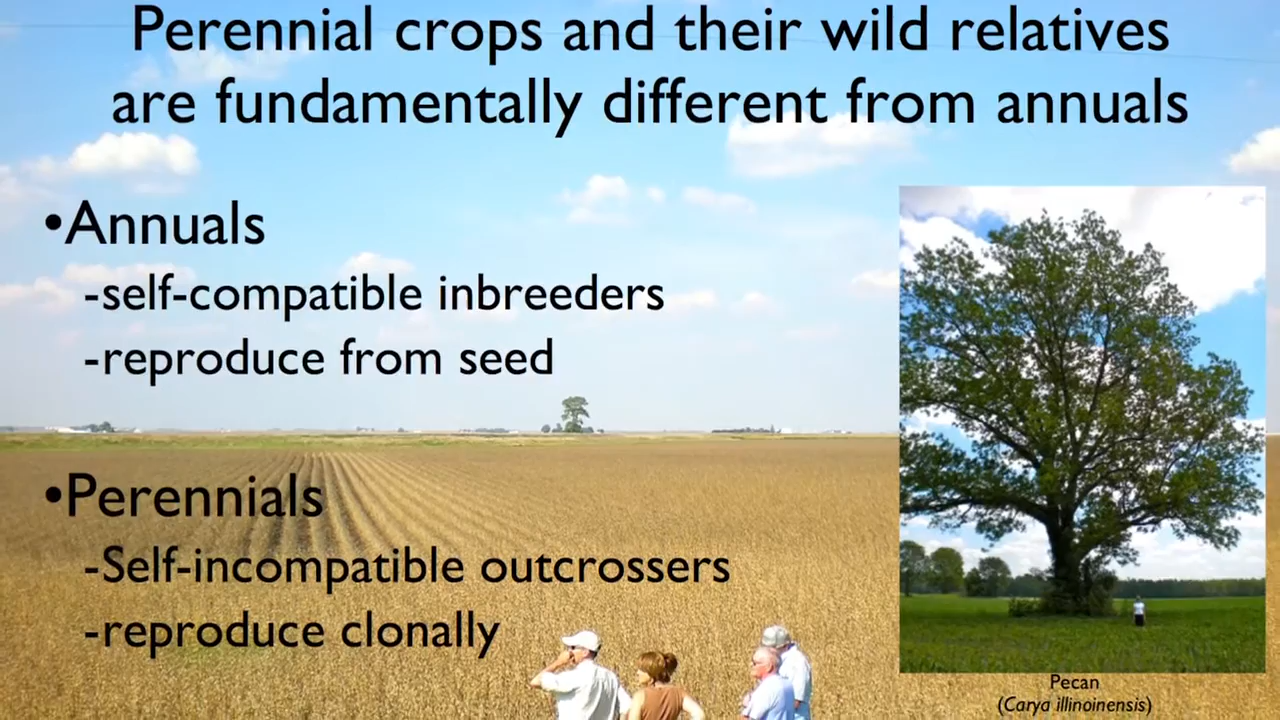 Perennial crops and their wild relatives
are fundamentally different from annuals
•Annuals
-self-compatible inbreeders
-reproduce from seed
•Perennials
-Self-incompatible outcrossers
-reproduce clonally
Pecan
(Carya illinoinensis)